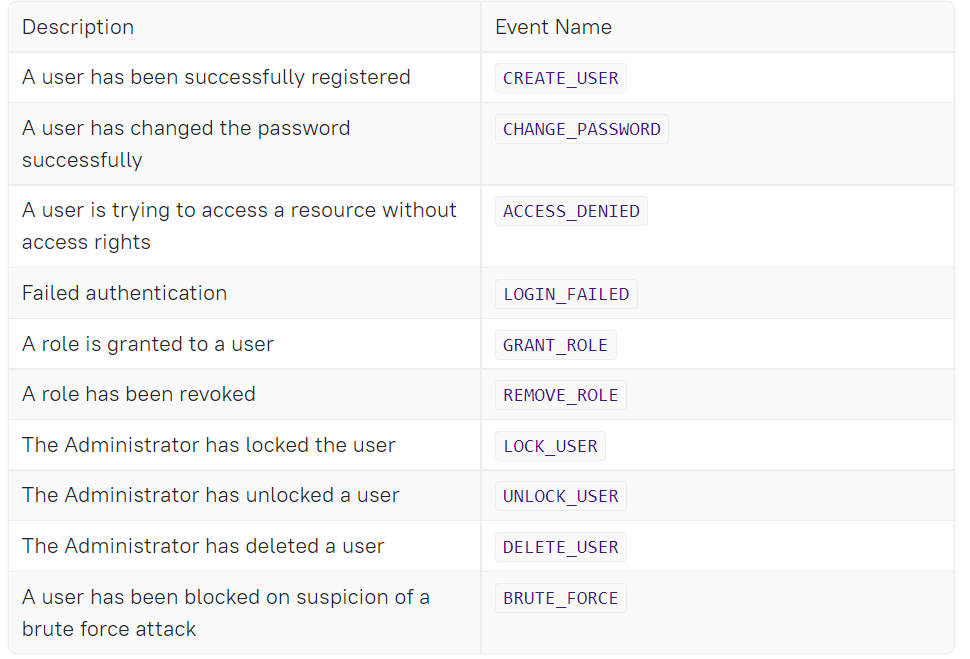 Description Event Name
A user has been successfully registered CREATE_USER
A user has changed the password CHANGE_PASSWORD
successfully
A user is trying to access a resource without ACCESS_DENIED
access rights
Failed authentication LOGIN_FAILED
A role is granted to a user GRANT_ROLE
A role has been revoked REMOVE_ROLE
The Administrator has locked the user LOCK_USER
The Administrator has unlocked a user UNLOCK_USER
The Administrator has deleted a user DELETE_USER
A user has been blocked on suspicion of a BRUTE_FORCE
brute force attack